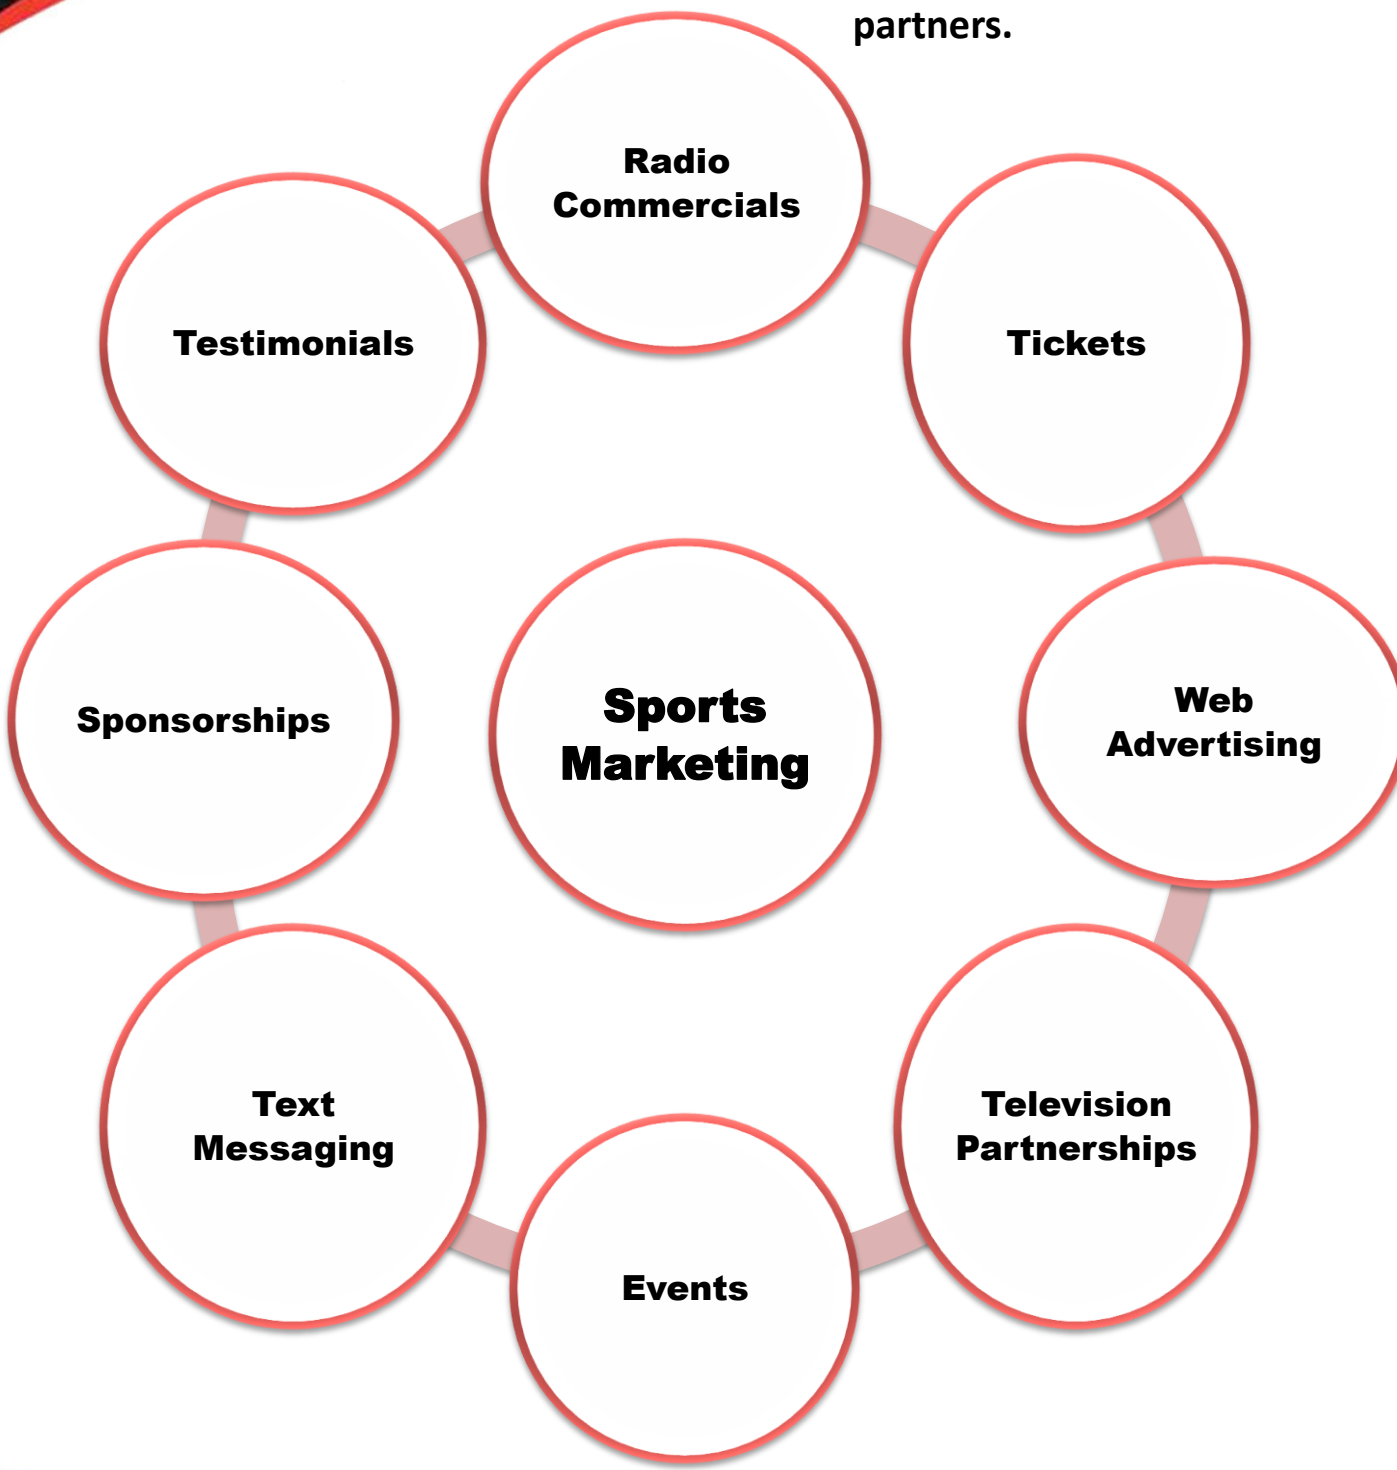 partners.
Radio
Commercials
Testimonials
Tickets
Sponsorships
Sports
Marketing
Web
Advertising
Text
Messaging
Television
Partnerships
Events